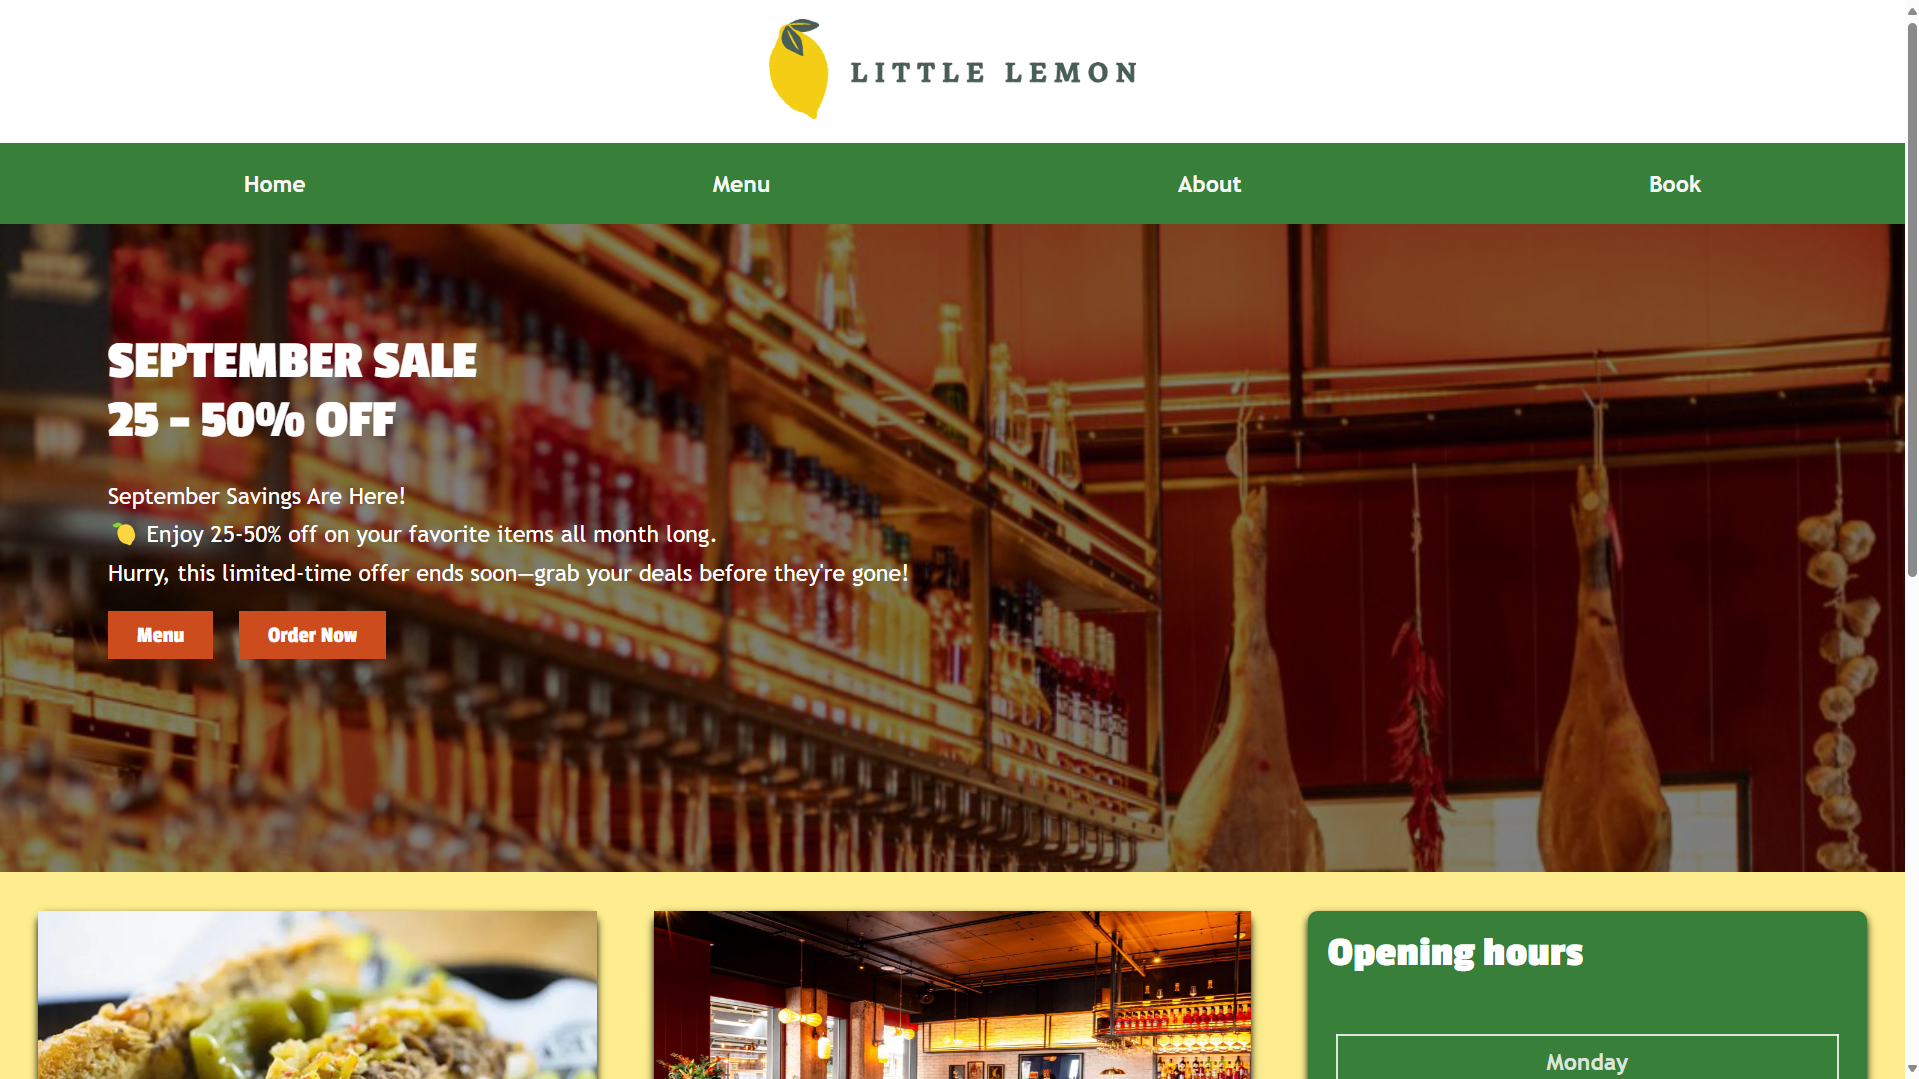 LITTLE LEMON
Home
Menu
About
Book
SEPTEMBER SALE
25 - 50% OFF
September Savings Are Here!
🍋 Enjoy 25-50% off on your favorite items all month long.
Hurry, this limited-time offer ends soon—grab your deals before they're gone!
Menu
Order Now
Opening hours
Monday